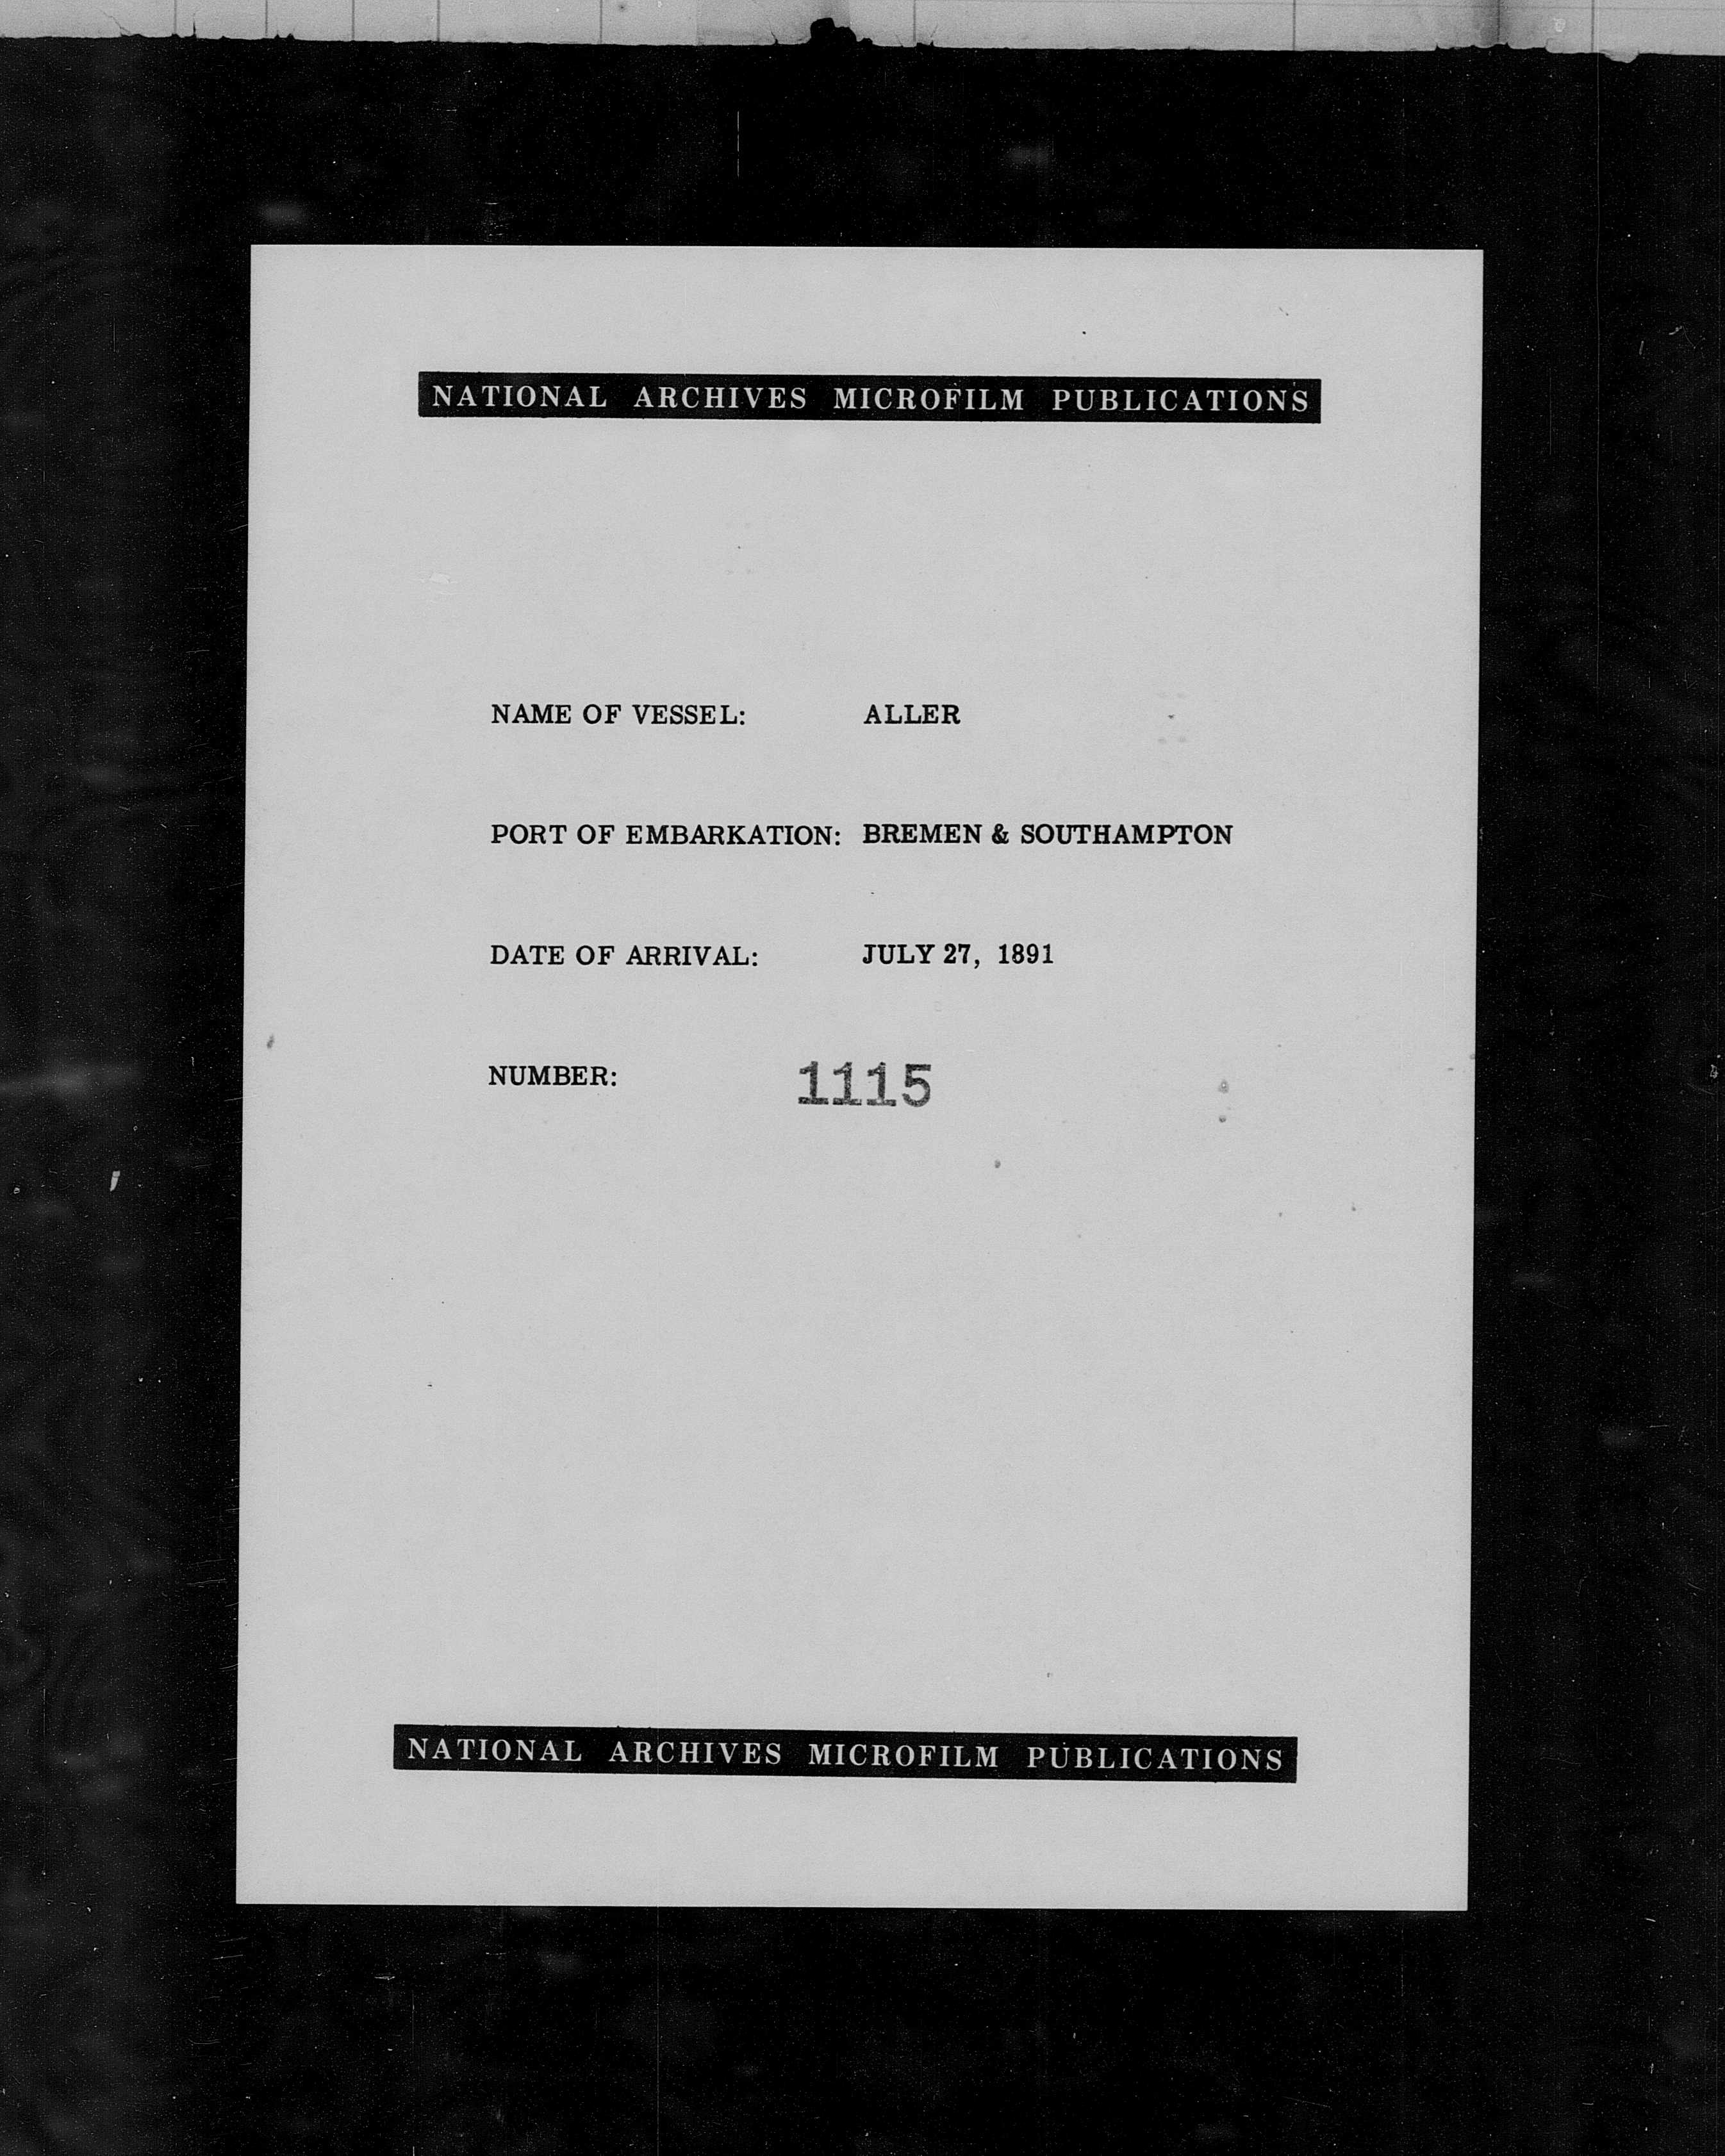 NATIONAL ARCHIVES MICROFILM PUBLICATIONS
NAME OF VESSEL: ALLER
PORT OF EMBARKATION: BREMEN & SOUTHAMPTON
DATE OF ARRIVAL: JULY 27, 1891
NUMBER: 1115
NATIONAL ARCHIVES MICROFILM PUBLICATIONS